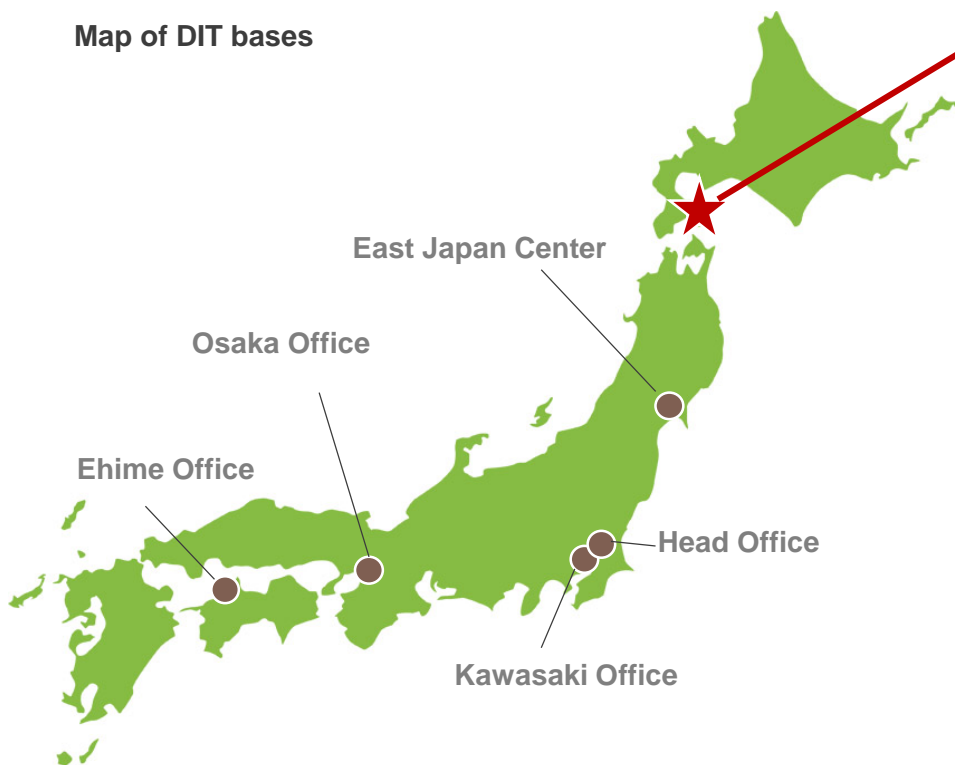 Map of DIT bases
East Japan Center
Osaka Office
Ehime Office
Head Office
Kawasaki Office